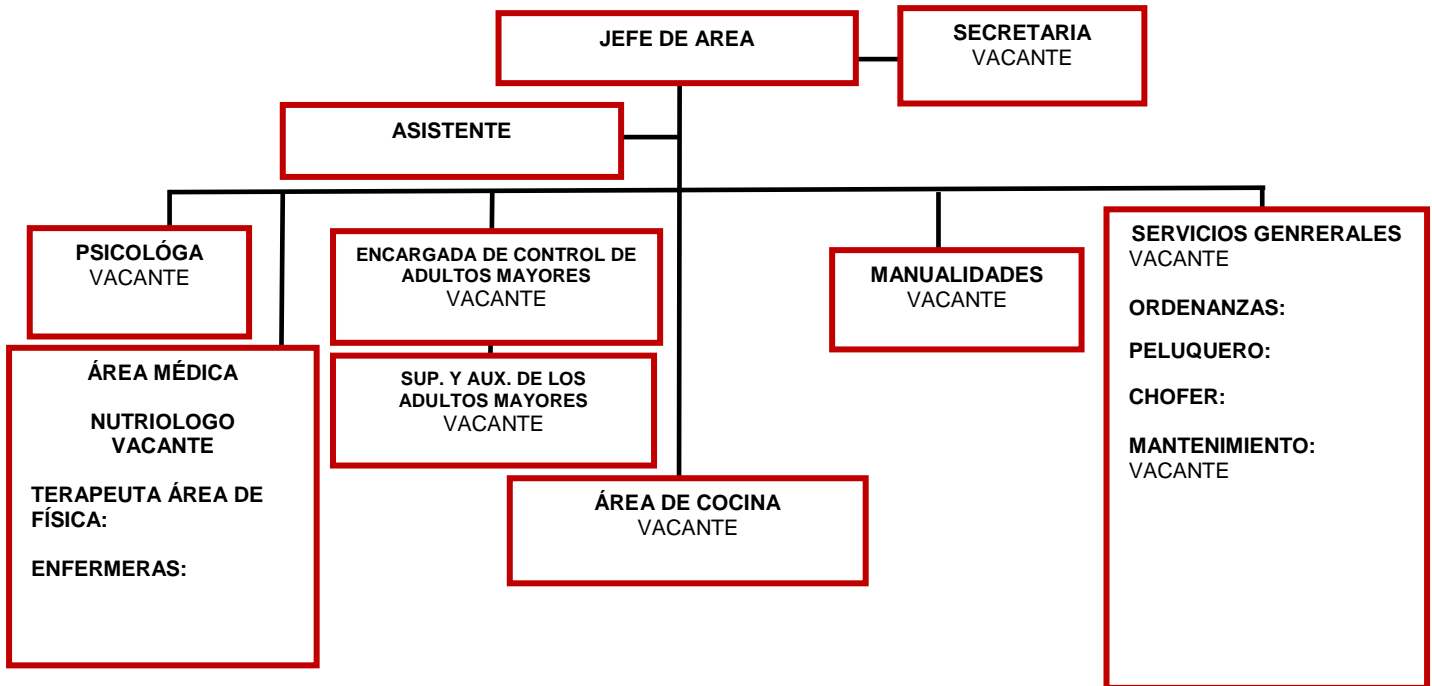 JEFE DE AREA
SECRETARIA
VACANTE
ASISTENTE
PSICOLÓGA
VACANTE
ENCARGADA DE CONTROL DE
ADULTOS MAYORES
VACANTE
MANUALIDADES
VACANTE
SERVICIOS GENRERALES
VACANTE
ORDENANZAS:
PELUQUERO:
CHOFER:
MANTENIMIENTO:
VACANTE
ÁREA MÉDICA
NUTRIOLOGO
VACANTE
TERAPEUTA ÁREA DE
FÍSICA:
ENFERMERAS:
SUP. Y AUX. DE LOS
ADULTOS MAYORES
VACANTE
ÁREA DE COCINA
VACANTE